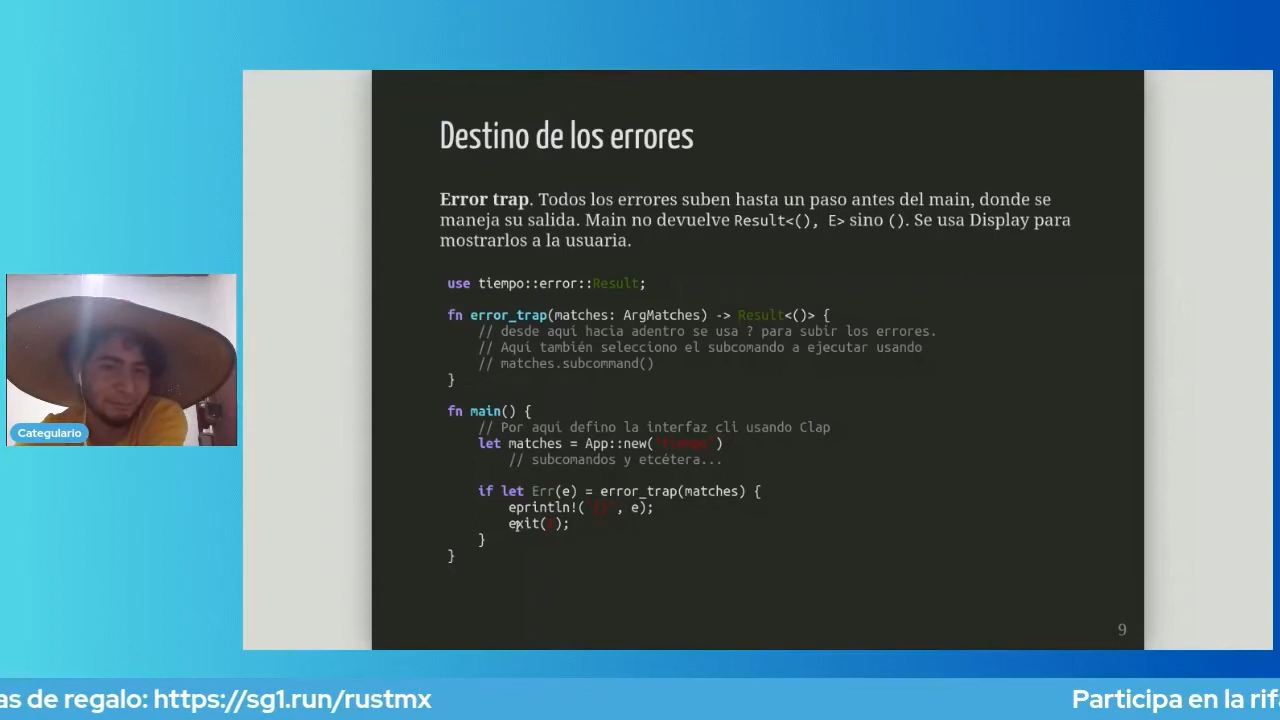 Destino de los errores
Error trap. Todos los errores suben hasta un paso antes del main, donde se
maneja su salida. Main no devuelve Result<(), E> sino (). Se usa Display para
mostrarlos a la usuaria.
use tiempo::error::Result;
fn error_trap(matches: ArgMatches) -> Result<()> {
// desde aquí hacia adentro se usa ? para subir los errores.
// Aquí también selecciono el subcomando a ejecutar usando
// matches.subcommand()
}
fn main() {
// Por aquí defino la interfaz cli usando Clap
let matches = App::new("tiempo")
// subcomandos y etcétera...
if let Err(e) = error_trap(matches) {
eprintln!("{}", e);
exit(1);
}
}
9
Categulario
as de regalo: https://sg1.run/rustmx
Participa en la rifa